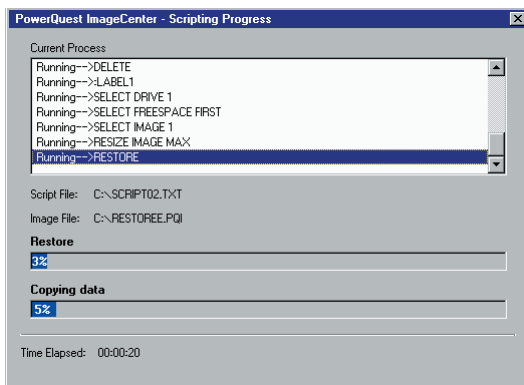 PowerQuest ImageCenter - Scripting Progress
Current Process
Running-->DELETE
Running-->:LABEL1
Running-->SELECT DRIVE 1
Running-->SELECT FREESPACE FIRST
Running-->SELECT IMAGE 1
Running-->RESIZE IMAGE MAX
Running-->RESTORE
Script File: C:\SCRIPT02.TXT
Image File: C:\RESTOREE.PQI
Restore
3%
Copying data
5%
Time Elapsed: 00:00:20